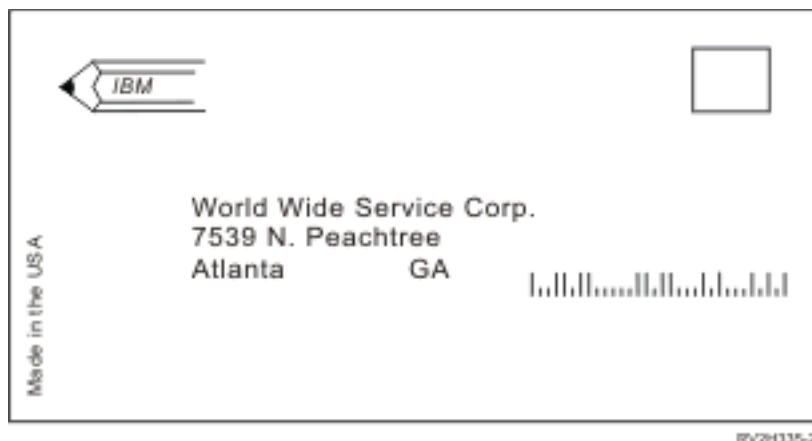 IBM
World Wide Service Corp.
7539 N. Peachtree
Atlanta GA
Made in the USA